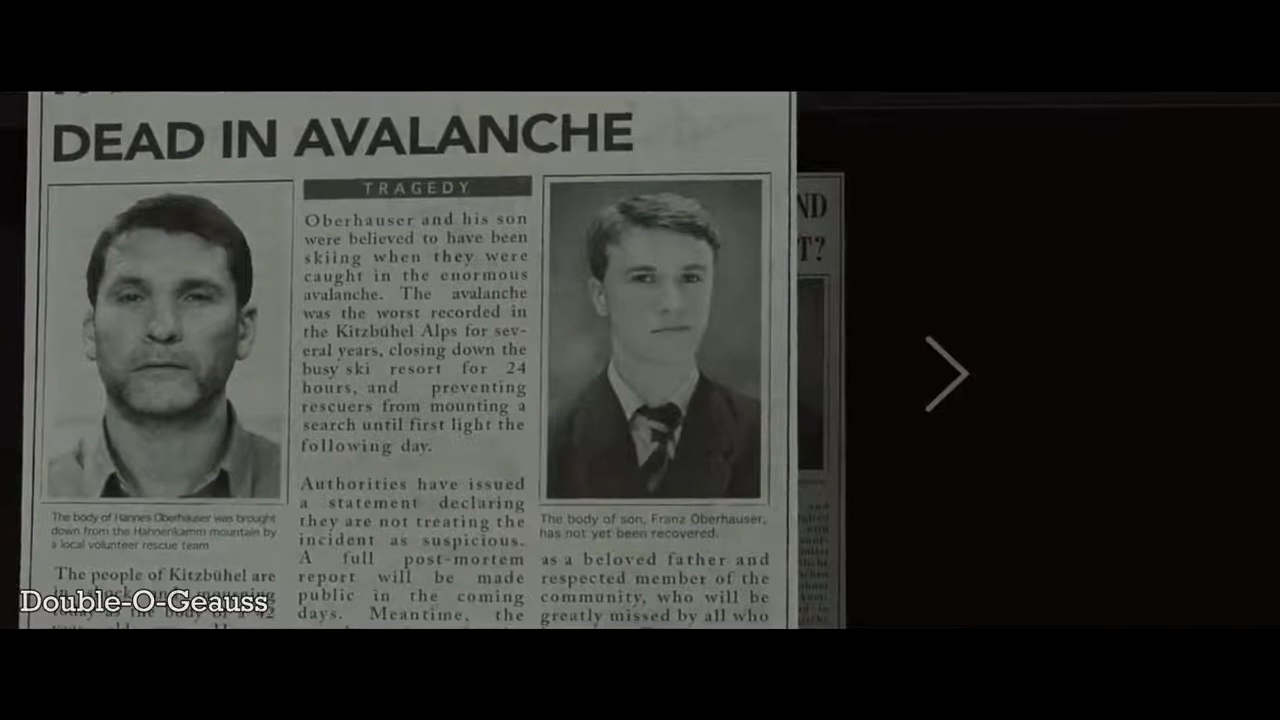 DEAD IN AVALANCHE
TRAGEDY
Oberhauser and his son
were believed to have been
skiing when they were
caught in the enormous
avalanche. The avalanche
was the worst recorded in
the Kitzbühel Alps for sev-
eral years, closing down the
busy ski resort for 24
hours, and preventing
rescuers from mounting a
search until first light the
following day.
Authorities have issued
a statement declaring
they are not treating the
incident as suspicious.
A full post-mortem
report will be made
public in the coming
days. Meantime, the
The body of Hannes Oberhauser was brought
down from the Hahnenkamm mountain by
a local volunteer rescue team
The people of Kitzbühel are
The body of son, Franz Oberhauser,
has not yet been recovered.
as a beloved father and
respected member of the
community, who will be
greatly missed by all who
ND
T?
Double-O-Geauss